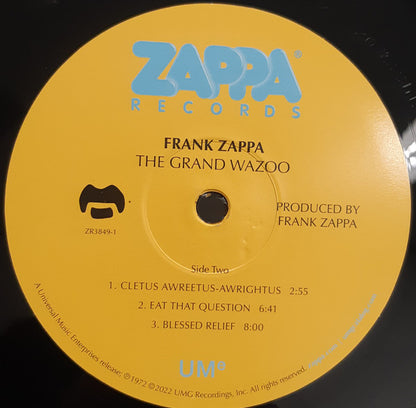 ZAPPA®
RECORDS
FRANK ZAPPA
THE GRAND WAZOO
PRODUCED BY
FRANK ZAPPA
ZR3849-1
Side Two
1. CLETUS AWREETUS-AWRIGHTUS 2:55
2. EAT THAT QUESTION 6:41
3. BLESSED RELIEF 8:00
UMe
A Universal Music Enterprises release; ℗1972 ©2022 UMG Recordings, Inc. All rights reserved.